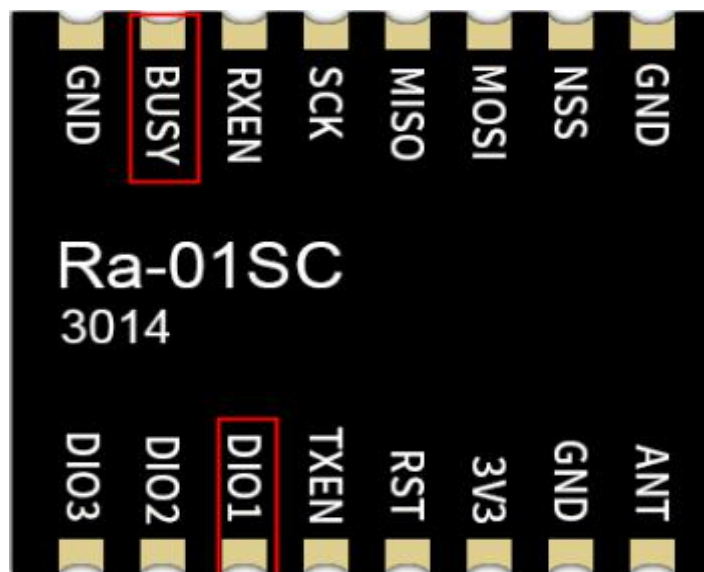 GND BUSY RXEN SCK MISO MOSI NSS GND
Ra-01SC
3014
DIO3 DIO2 DIO1 TXEN RST 3V3 GND ANT